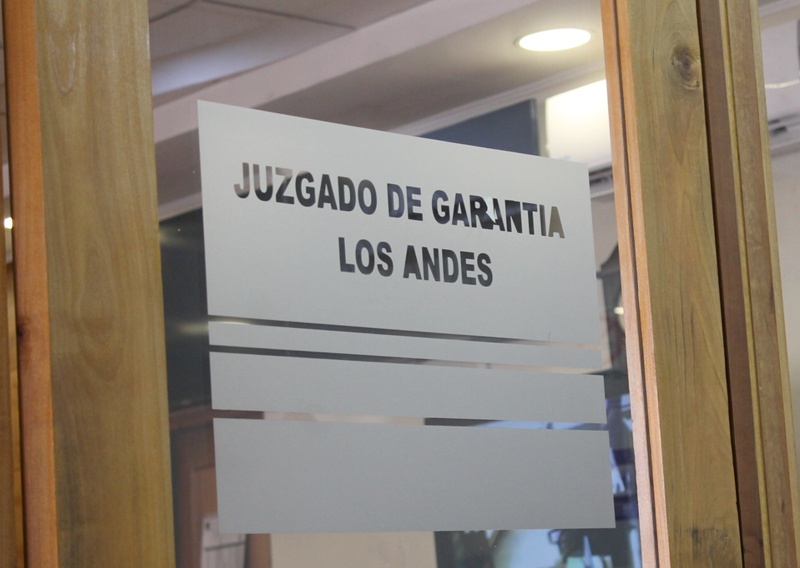 JUZGADO DE GARANTIA
LOS ANDES